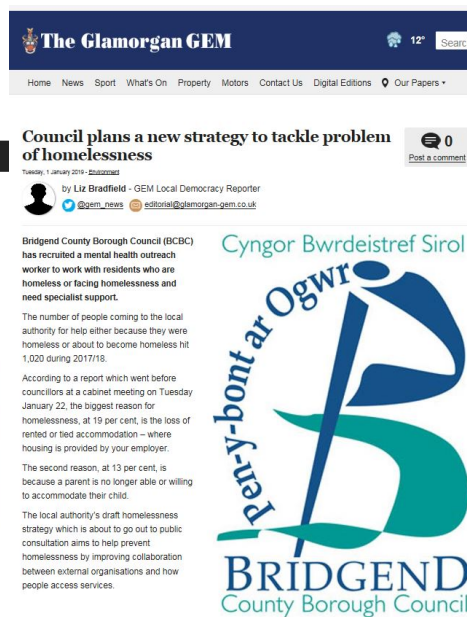 The Glamorgan GEM
12°
Searc
Home News Sport What's On Property Motors Contact Us Digital Editions Our Papers
Council plans a new strategy to tackle problem
of homelessness
0
Post a comment
Tuesday, 1 January 2019 - Environment
by Liz Bradfield - GEM Local Democracy Reporter
@gem_news editorial@glamorgan-gem.co.uk
Bridgend County Borough Council (BCBC)
has recruited a mental health outreach
worker to work with residents who are
homeless or facing homelessness and
need specialist support.
The number of people coming to the local
authority for help either because they were
homeless or about to become homeless hit
1,020 during 2017/18.
According to a report which went before
councillors at a cabinet meeting on Tuesday
January 22, the biggest reason for
homelessness, at 19 per cent, is the loss of
rented or tied accommodation – where
housing is provided by your employer.
The second reason, at 13 per cent, is
because a parent is no longer able or willing
to accommodate their child.
The local authority's draft homelessness
strategy which is about to go out to public
consultation aims to help prevent
homelessness by improving collaboration
between external organisations and how
people access services.
Cyngor Bwrdeistref Sirol
Pen-y-bont ar Ogwr
BRIDGEND
County Borough Council